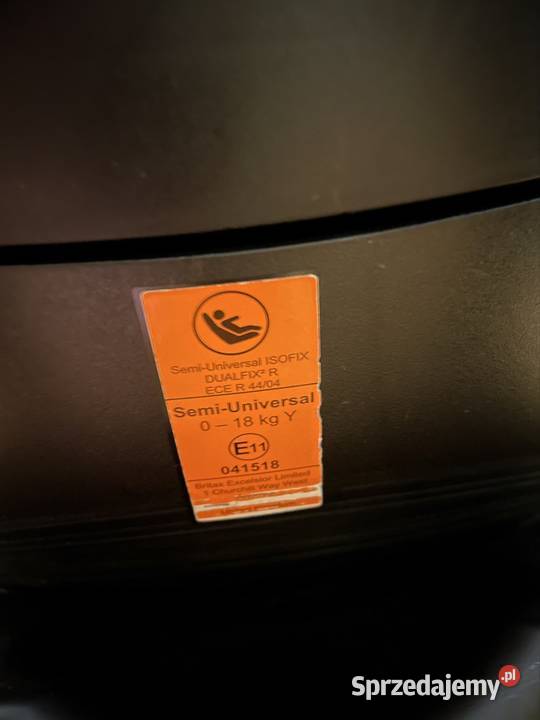 Semi-Universal ISOFIX
DUALFIX² R
ECE R 44/04
Semi-Universal
0 – 18 kg Y
E11
041518
Britax Excelsior Limited
1 Churchill Way West
Sprzedajemy.pl